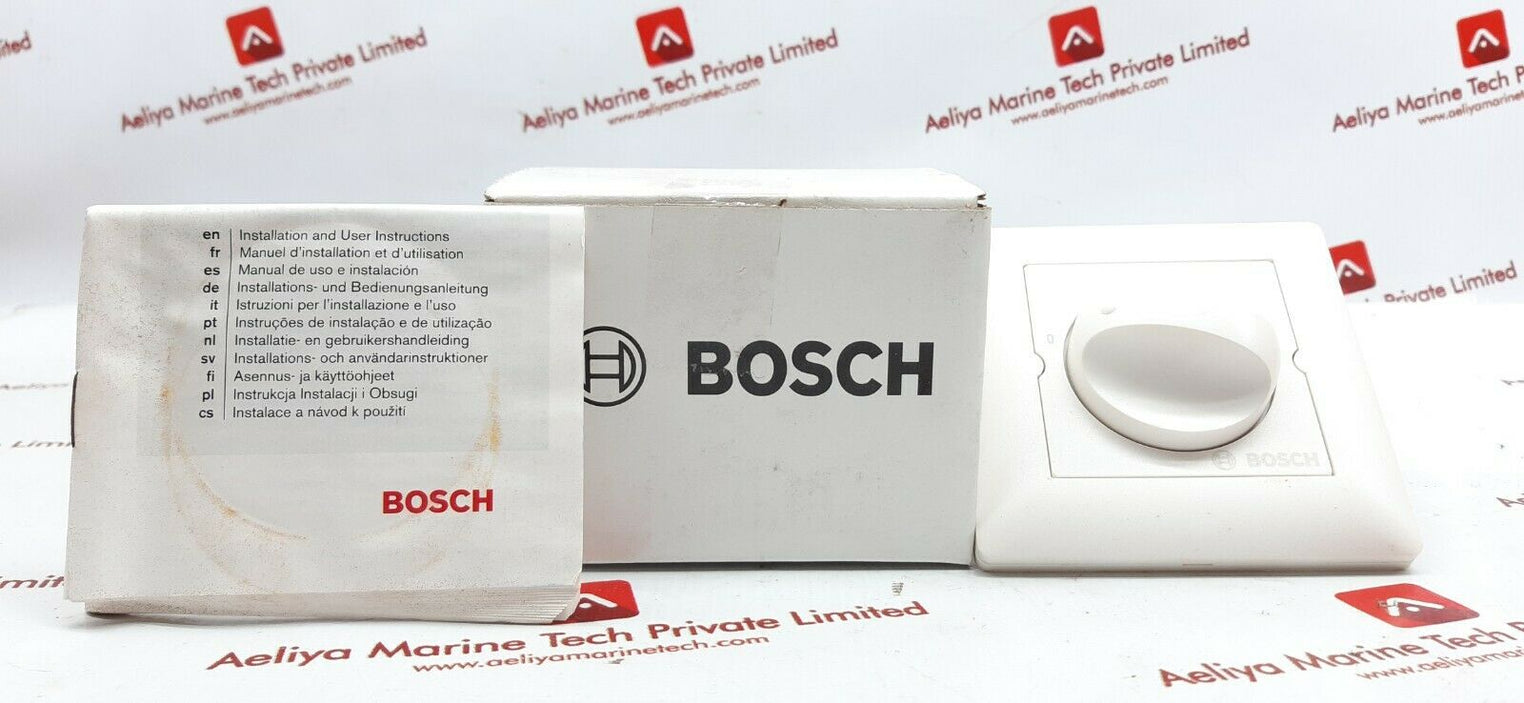 ited
Aeliya Marine Tech Private Limited
www.aeliyamarinetech.com
Aeliya Marine Tech Private Limited
www.aeliyamarinetech.com
Aeliya Marine Tech Private Limited
www.aeliyamarinetech.com
Aeliya Marine Tech
www.aeliyamarinetech.
en Installation and User Instructions
fr Manuel d'installation et d'utilisation
es Manual de uso e instalación
de Installations- und Bedienungsanleitung
it Istruzioni per l'installazione e l'uso
pt Instruções de instalação e de utilização
nl Installatie- en gebruikershandleiding
sv Installations- och användarinstruktioner
fi Asennus- ja käyttöohjeet
pl Instrukcja Instalacji i Obsugi
cs Instalace a návod k použití
BOSCH
BOSCH
0
BOSCH
Private Limited
Aeliya Marine Tech Private Limited
www.aeliyamarinetech.com
Aeliya Marine Tech Private